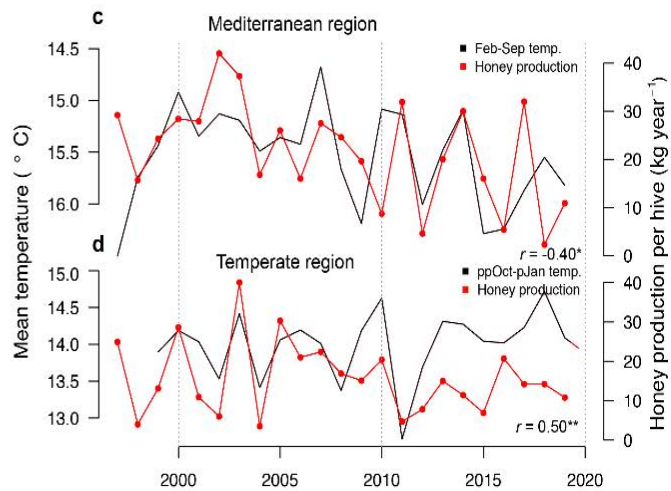 c
Mediterranean region
Feb-Sep temp.
Honey production
14.5
15.0
15.5
16.0
40
30
20
10
0
r = -0.40*
d
Temperate region
ppOct-pJan temp.
Honey production
15.0
14.0
13.5
13.0
40
30
20
10
0
r = 0.50**
2000
2005
2010
2015
2020
Mean temperature ( ° C)
Honey production per hive (kg year⁻¹)